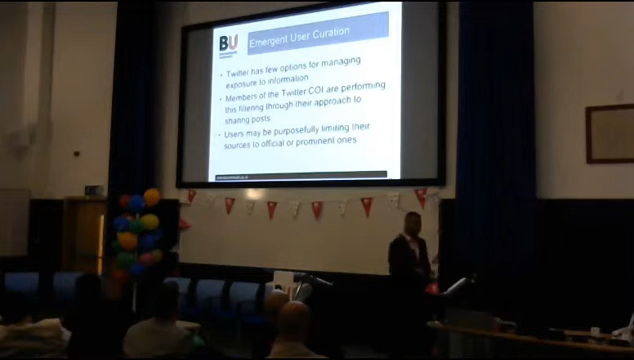 BU
Emergent User Curation
• Twitter has few options for managing
exposure to information
• Members of the Twitter COI are performing
this filtering through their approach to
sharing posts.
• Users may be purposefully limiting their
sources to official or prominent ones